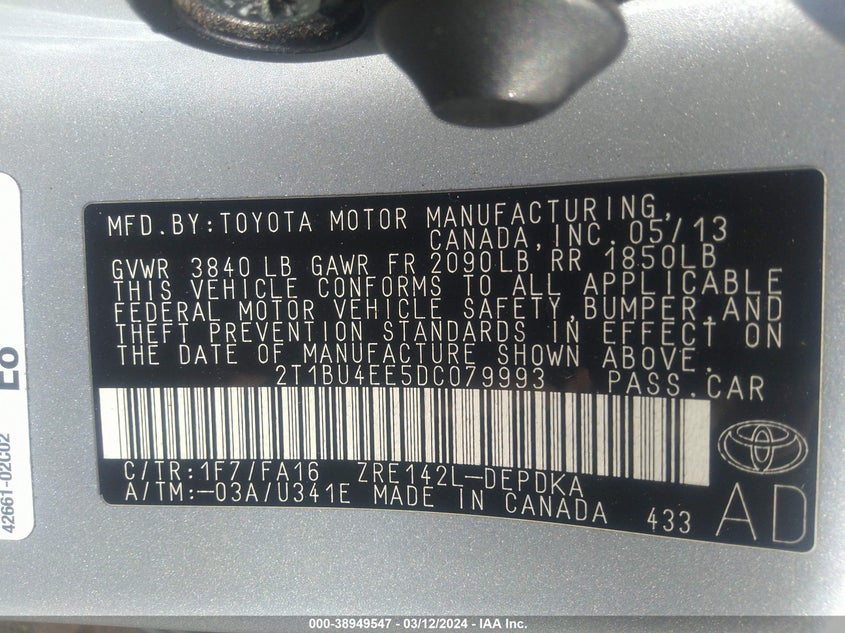 MFD.BY:TOYOTA MOTOR MANUFACTURING,
CANADA,INC. 05/13
GVWR 3840LB GAWR FR 2090LB RR 1850LB
THIS VEHICLE CONFORMS TO ALL APPLICABLE
FEDERAL MOTOR VEHICLE SAFETY,BUMPER,AND
THEFT PREVENTION STANDARDS IN EFFECT ON
THE DATE OF MANUFACTURE SHOWN ABOVE.
2T1BU4EE5DC079993 PASS.CAR
C/TR:1F7/FA16 ZRE142L-DEPDKA
A/TM:-03A/U341E MADE IN CANADA 433 AD
42661-02C02
000-38949547 - 03/12/2024 - IAA Inc.